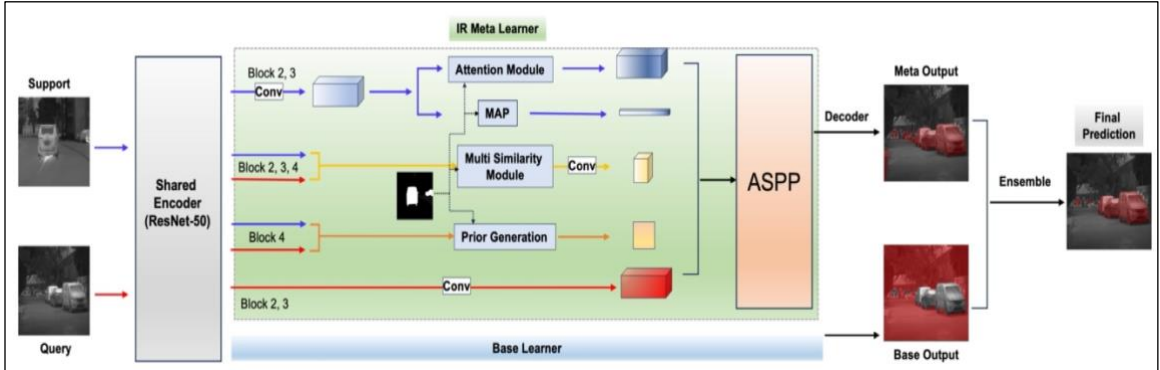 IR Meta Learner
Support
Query
Shared
Encoder
(ResNet-50)
Block 2, 3
Conv
Attention Module
MAP
Block 2, 3, 4
Multi Similarity
Module
Conv
Block 4
Prior Generation
Conv
Block 2, 3
Base Learner
ASPP
Decoder
Meta Output
Base Output
Ensemble
Final
Prediction